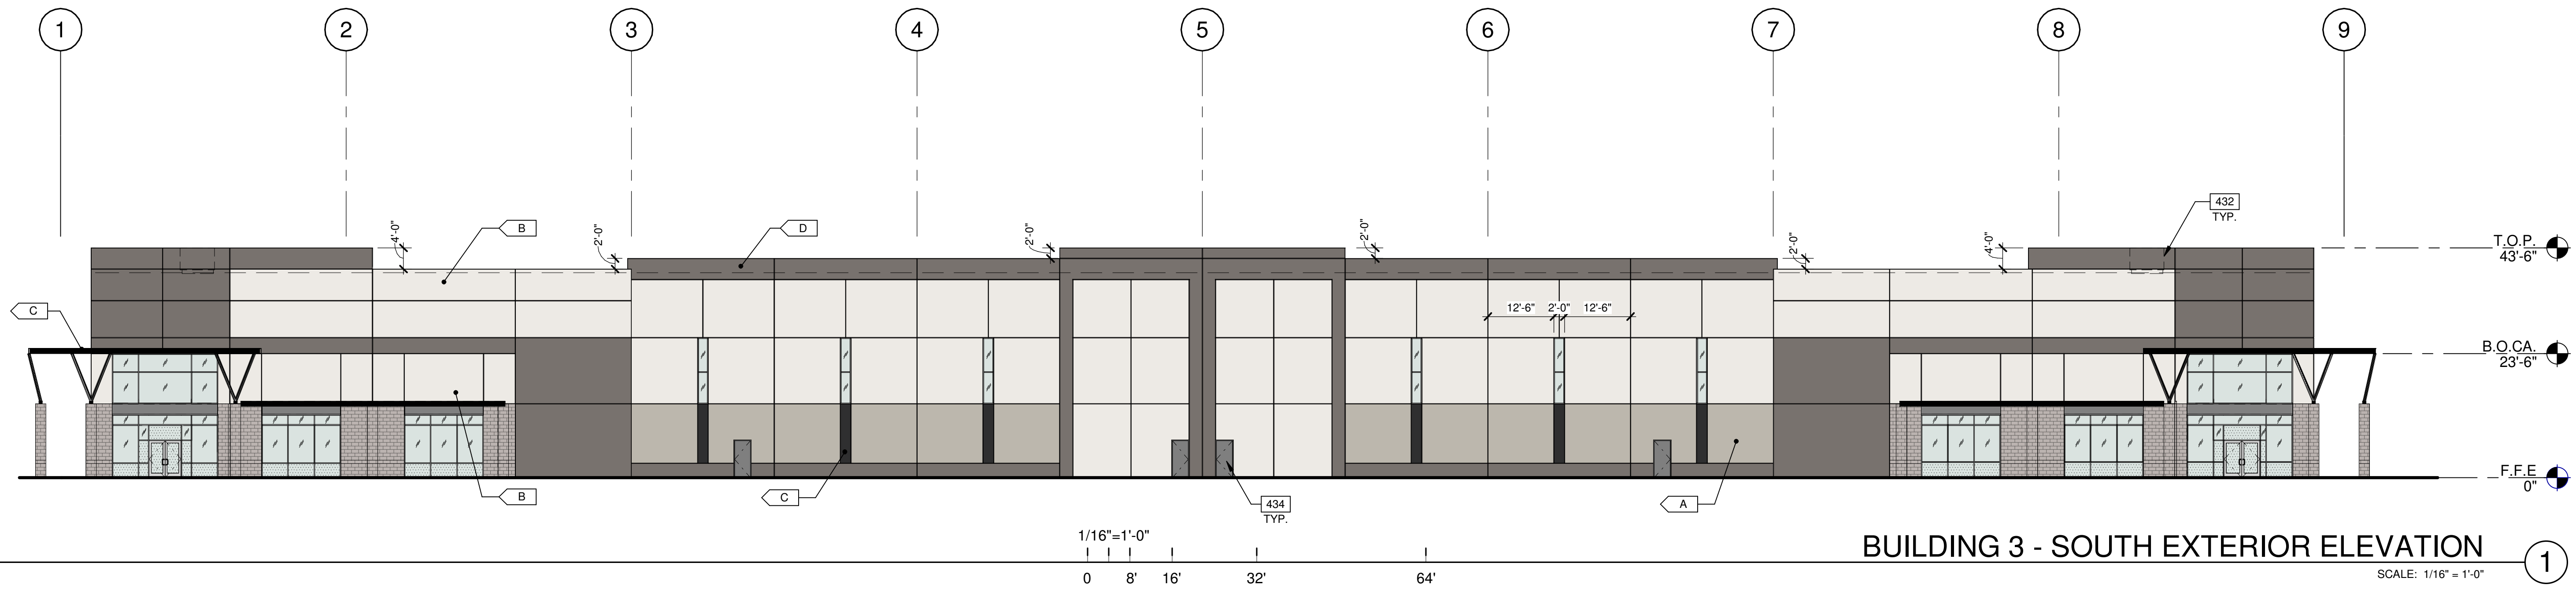 1 2 3 4 5 6 7 8 9
432
TYP.
4'-0" 2'-0" 2'-0" 2'-0" 2'-0" 4'-0"
B D
T.O.P.
43'-6"
C
12'-6" 2'-0" 12'-6"
B.O.CA.
23'-6"
F.F.E
0"
B C 434 A
TYP.
1/16"=1'-0"
0 8' 16' 32' 64'
BUILDING 3 - SOUTH EXTERIOR ELEVATION
1
SCALE: 1/16" = 1'-0"